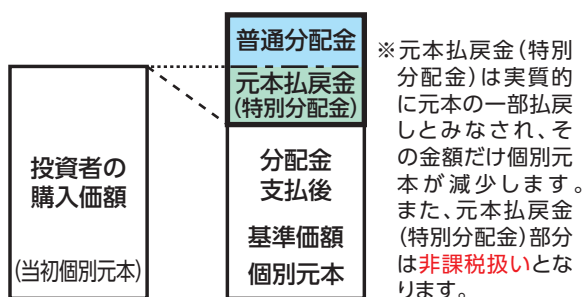 投資者の
購入価額
(当初個別元本)
普通分配金
元本払戻金
(特別分配金)
分配金
支払後
基準価額
個別元本
※元本払戻金(特別
分配金)は実質的
に元本の一部払戻
しとみなされ、そ
の金額だけ個別元
本が減少します。
また、元本払戻金
(特別分配金)部分
は非課税扱いとな
ります。